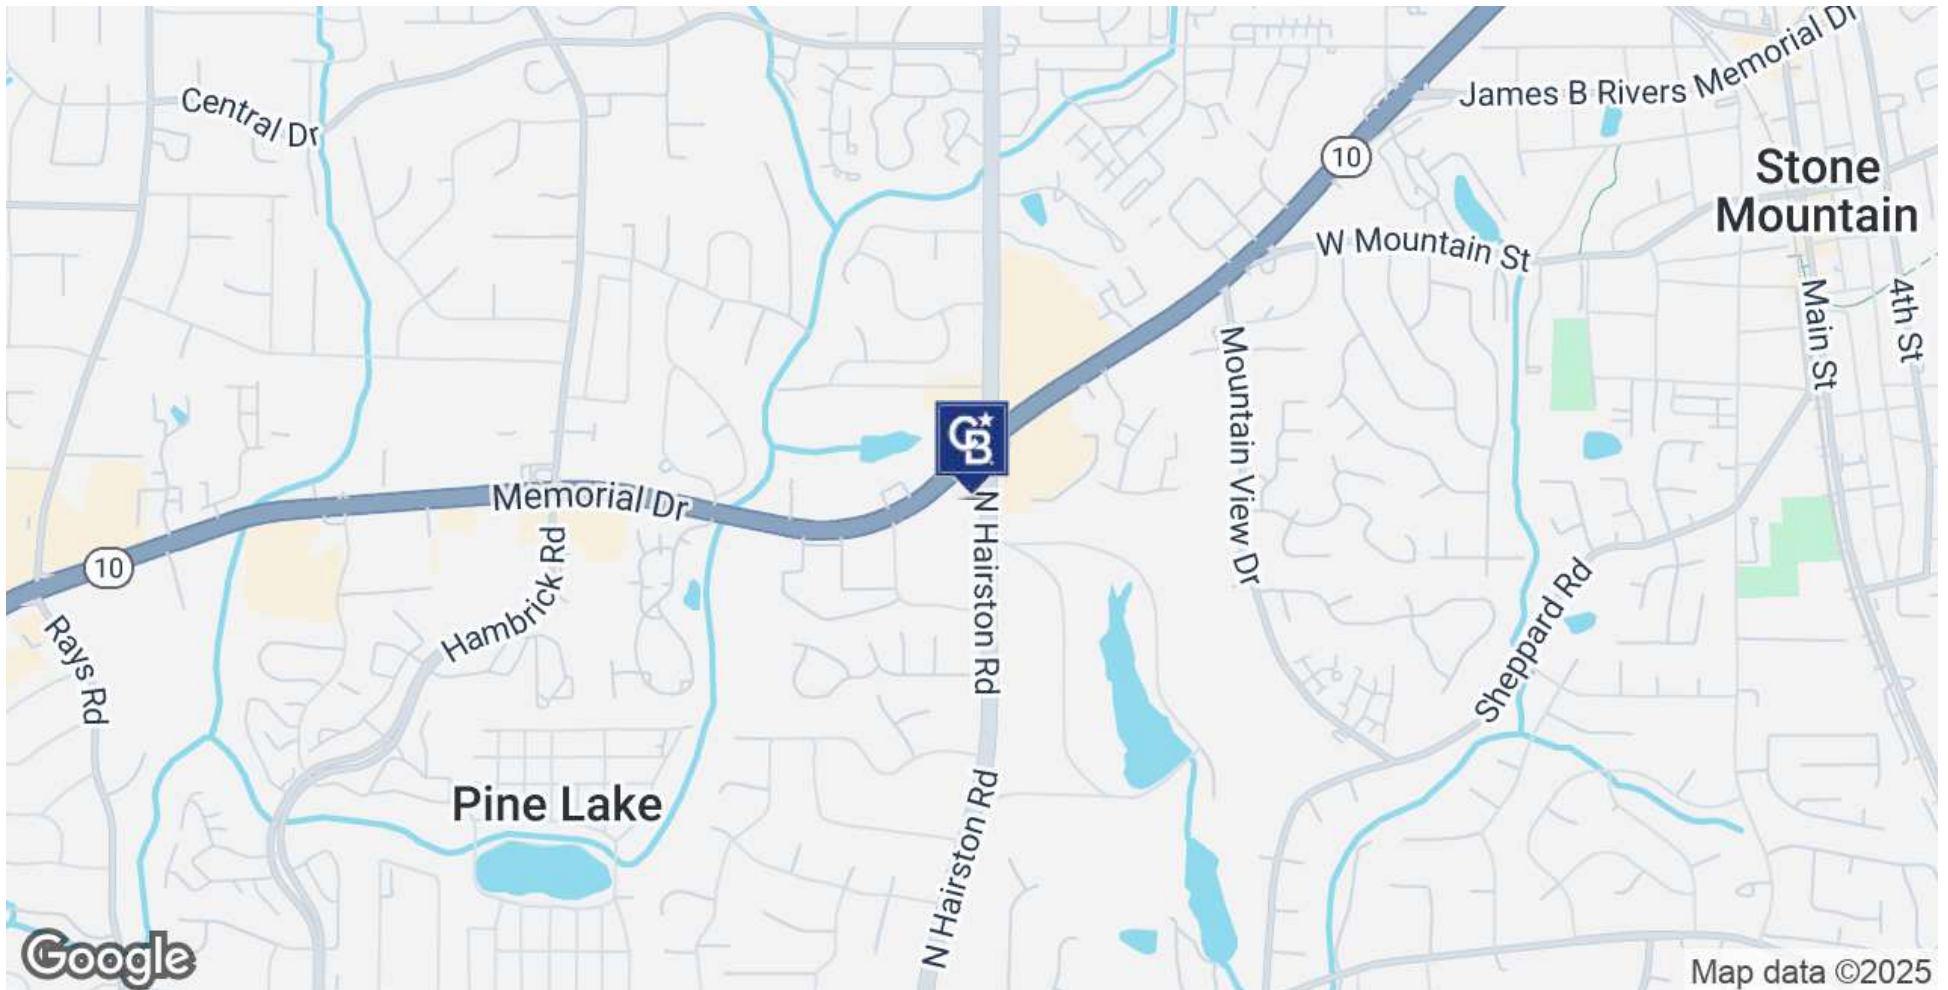 James B Rivers Memorial Dr
Central Dr
10
Stone
Mountain
W Mountain St
Main St
4th St
Mountain View Dr
CB
Memorial Dr
10
N Hairston Rd
Hambrick Rd
Rays Rd
Sheppard Rd
Pine Lake
N Hairston Rd
Google
Map data ©2025